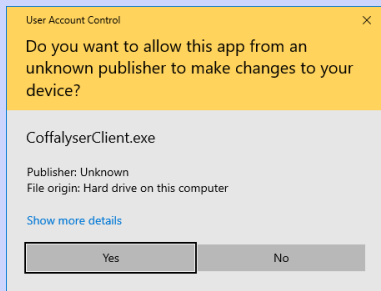 User Account Control
Do you want to allow this app from an
unknown publisher to make changes to your
device?
CoffalyserClient.exe
Publisher: Unknown
File origin: Hard drive on this computer
Show more details
Yes
No